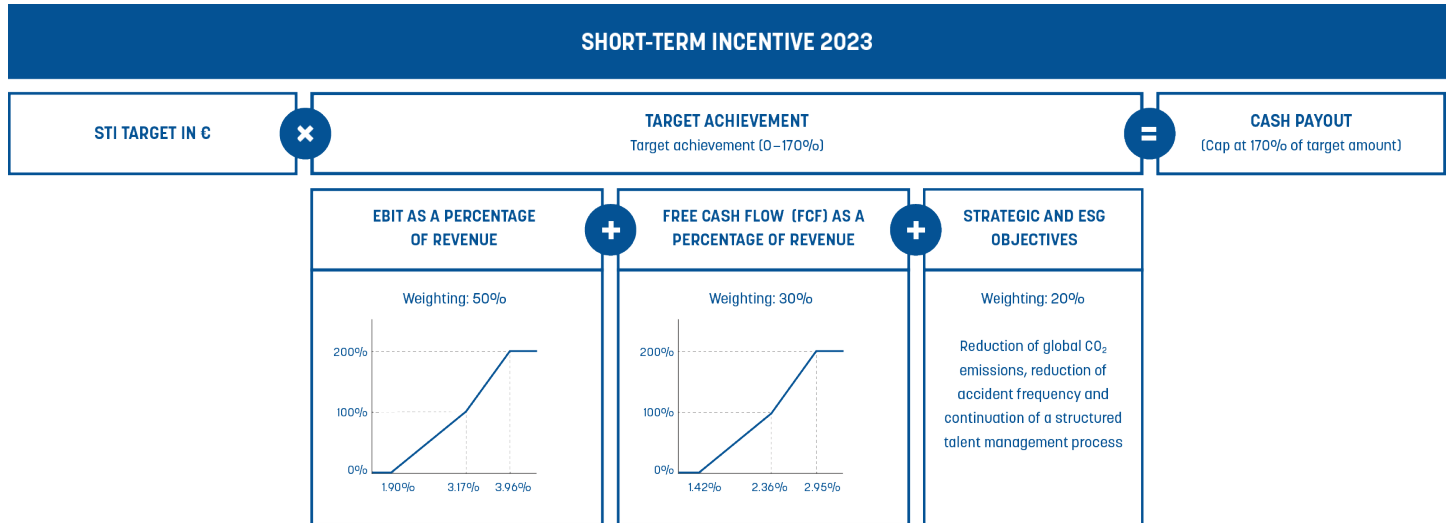 SHORT-TERM INCENTIVE 2023
STI TARGET IN €
×
TARGET ACHIEVEMENT
Target achievement (0–170%)
=
CASH PAYOUT
(Cap at 170% of target amount)
EBIT AS A PERCENTAGE
OF REVENUE
+
FREE CASH FLOW (FCF) AS A
PERCENTAGE OF REVENUE
+
STRATEGIC AND ESG
OBJECTIVES
Weighting: 50%
200%
100%
0%
1.90% 3.17% 3.96%
Weighting: 30%
200%
100%
0%
1.42% 2.36% 2.95%
Weighting: 20%
Reduction of global CO₂
emissions, reduction of
accident frequency and
continuation of a structured
talent management process